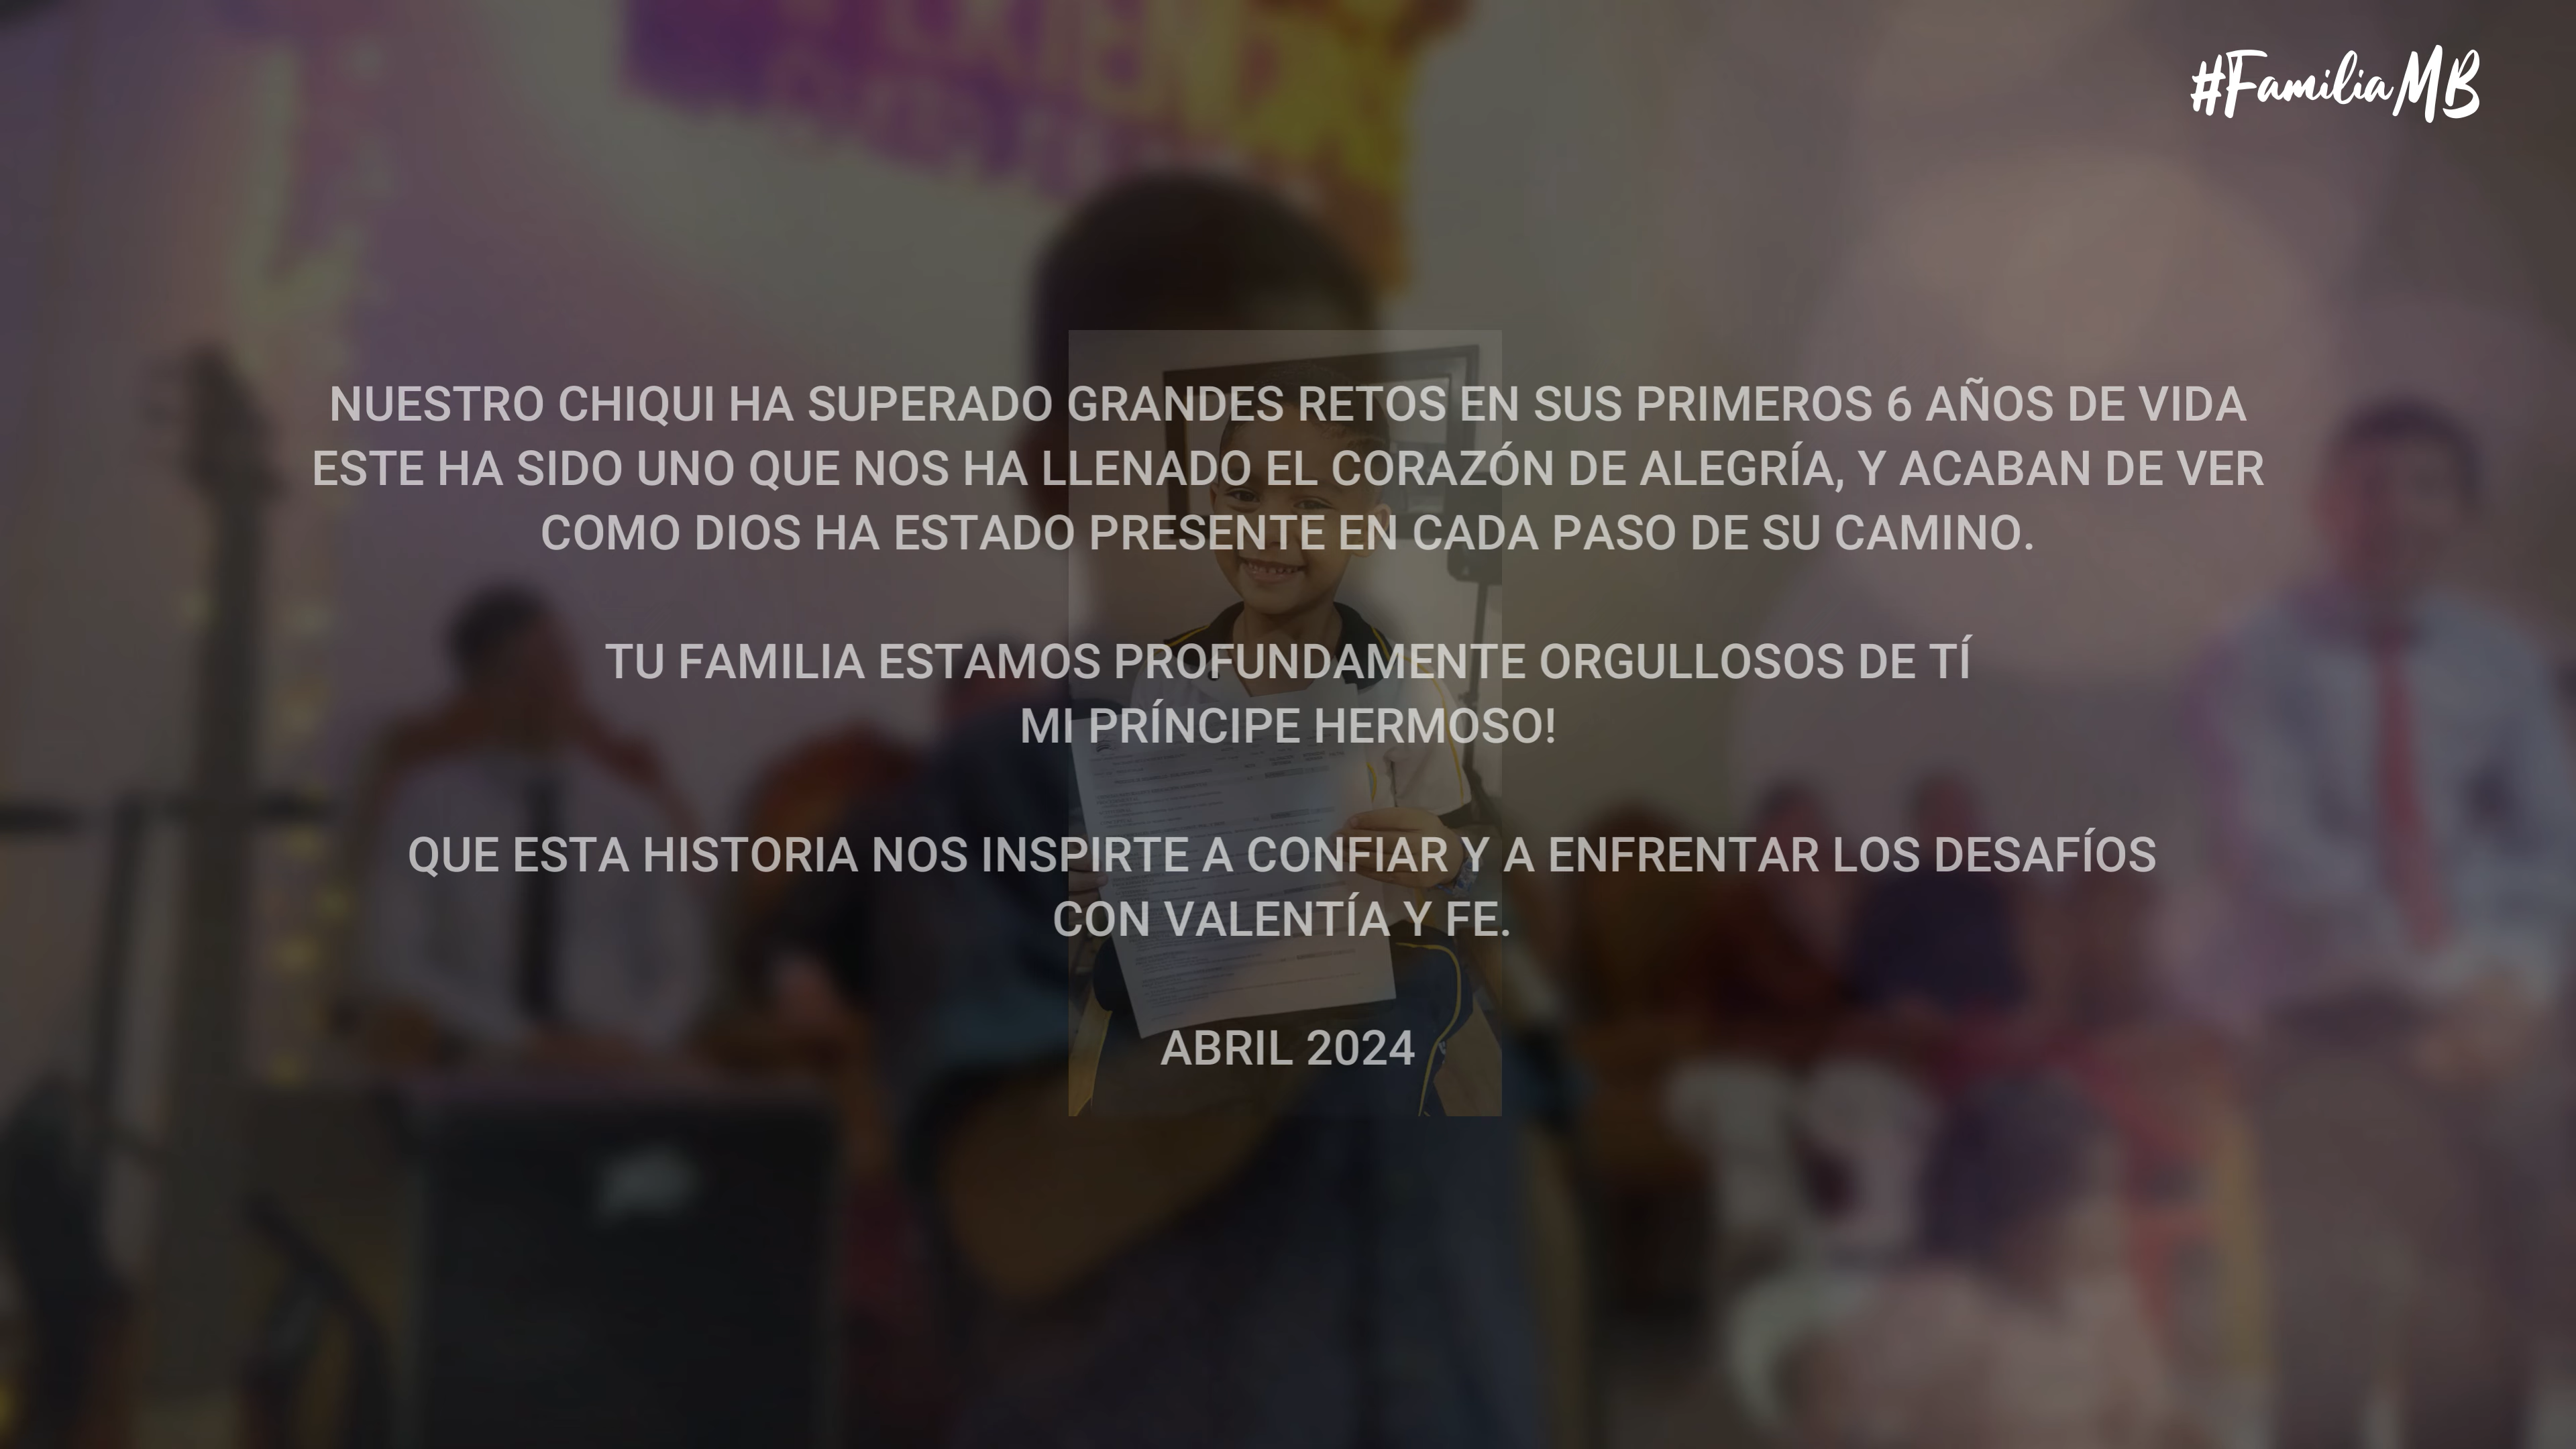 #FamiliaMB
NUESTRO CHIQUI HA SUPERADO GRANDES RETOS EN SUS PRIMEROS 6 AÑOS DE VIDA
ESTE HA SIDO UNO QUE NOS HA LLENADO EL CORAZÓN DE ALEGRÍA, Y ACABAN DE VER
COMO DIOS HA ESTADO PRESENTE EN CADA PASO DE SU CAMINO.
TU FAMILIA ESTAMOS PROFUNDAMENTE ORGULLOSOS DE TÍ
MI PRÍNCIPE HERMOSO!
QUE ESTA HISTORIA NOS INSPIRTE A CONFIAR Y A ENFRENTAR LOS DESAFÍOS
CON VALENTÍA Y FE.
ABRIL 2024